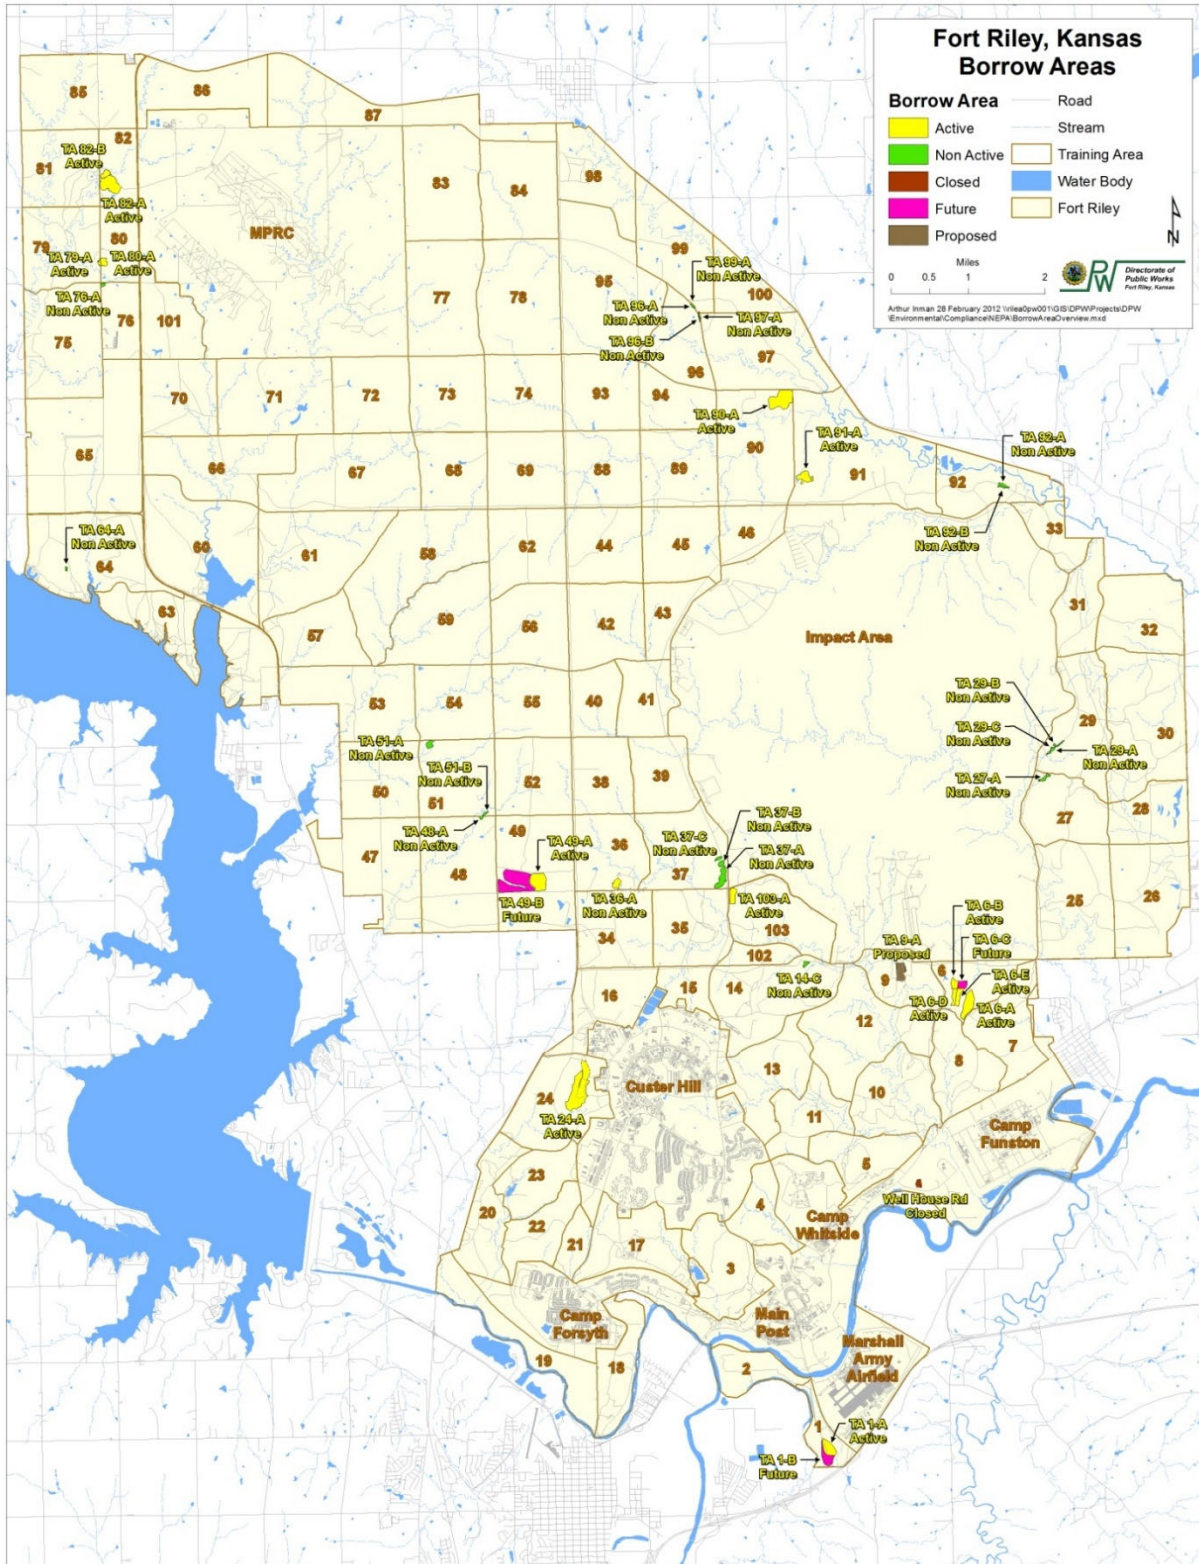 Fort Riley, Kansas
Borrow Areas
Borrow Area
Active
Non Active
Closed
Future
Proposed
Road
Stream
Training Area
Water Body
Fort Riley
N
Miles
0 0.5 1 2
PW
Directorate of
Public Works
Fort Riley, Kansas
85
86
87
82
TA 82-B
Active
81
83
84
98
TA 82-A
Active
80
MPRC
79
TA 79-A
Active
TA 80-A
Active
99
TA 99-A
Non Active
TA 76-A
Non Active
77
78
95
100
TA 96-A
Non Active
TA 97-A
Non Active
76
101
TA 96-B
Non Active
75
97
96
70
71
72
73
74
93
94
TA 90-A
Active
65
66
67
68
69
88
89
90
TA 91-A
Active
91
92
TA 92-A
Non Active
TA 92-B
Non Active
33
TA 64-A
Non Active
64
60
61
58
62
44
45
46
63
57
59
56
42
43
Impact Area
31
32
53
54
55
40
41
TA 29-B
Non Active
29
30
TA 29-C
Non Active
TA 29-A
Non Active
TA 27-A
Non Active
TA 51-A
Non Active
TA 51-B
Non Active
50
51
52
38
39
27
28
TA 48-A
Non Active
49
TA 49-A
Active
36
TA 37-C
Non Active
TA 37-B
Non Active
TA 37-A
Non Active
47
48
37
TA 49-B
Future
TA 36-A
Non Active
TA 103-A
Active
103
25
26
34
35
102
TA 9-A
Proposed
TA 6-B
Active
TA 6-C
Future
16
15
14
TA 14-C
Non Active
9
6
TA 6-E
Active
TA 6-D
Active
TA 6-A
Active
12
7
8
24
TA 24-A
Active
Custer Hill
13
10
11
Camp
Funston
23
5
20
22
21
17
4
Camp
Whitside
Well House Rd
Closed
3
Camp
Forsyth
Main
Post
19
18
2
Marshall
Army
Airfield
1
TA 1-A
Active
TA 1-B
Future